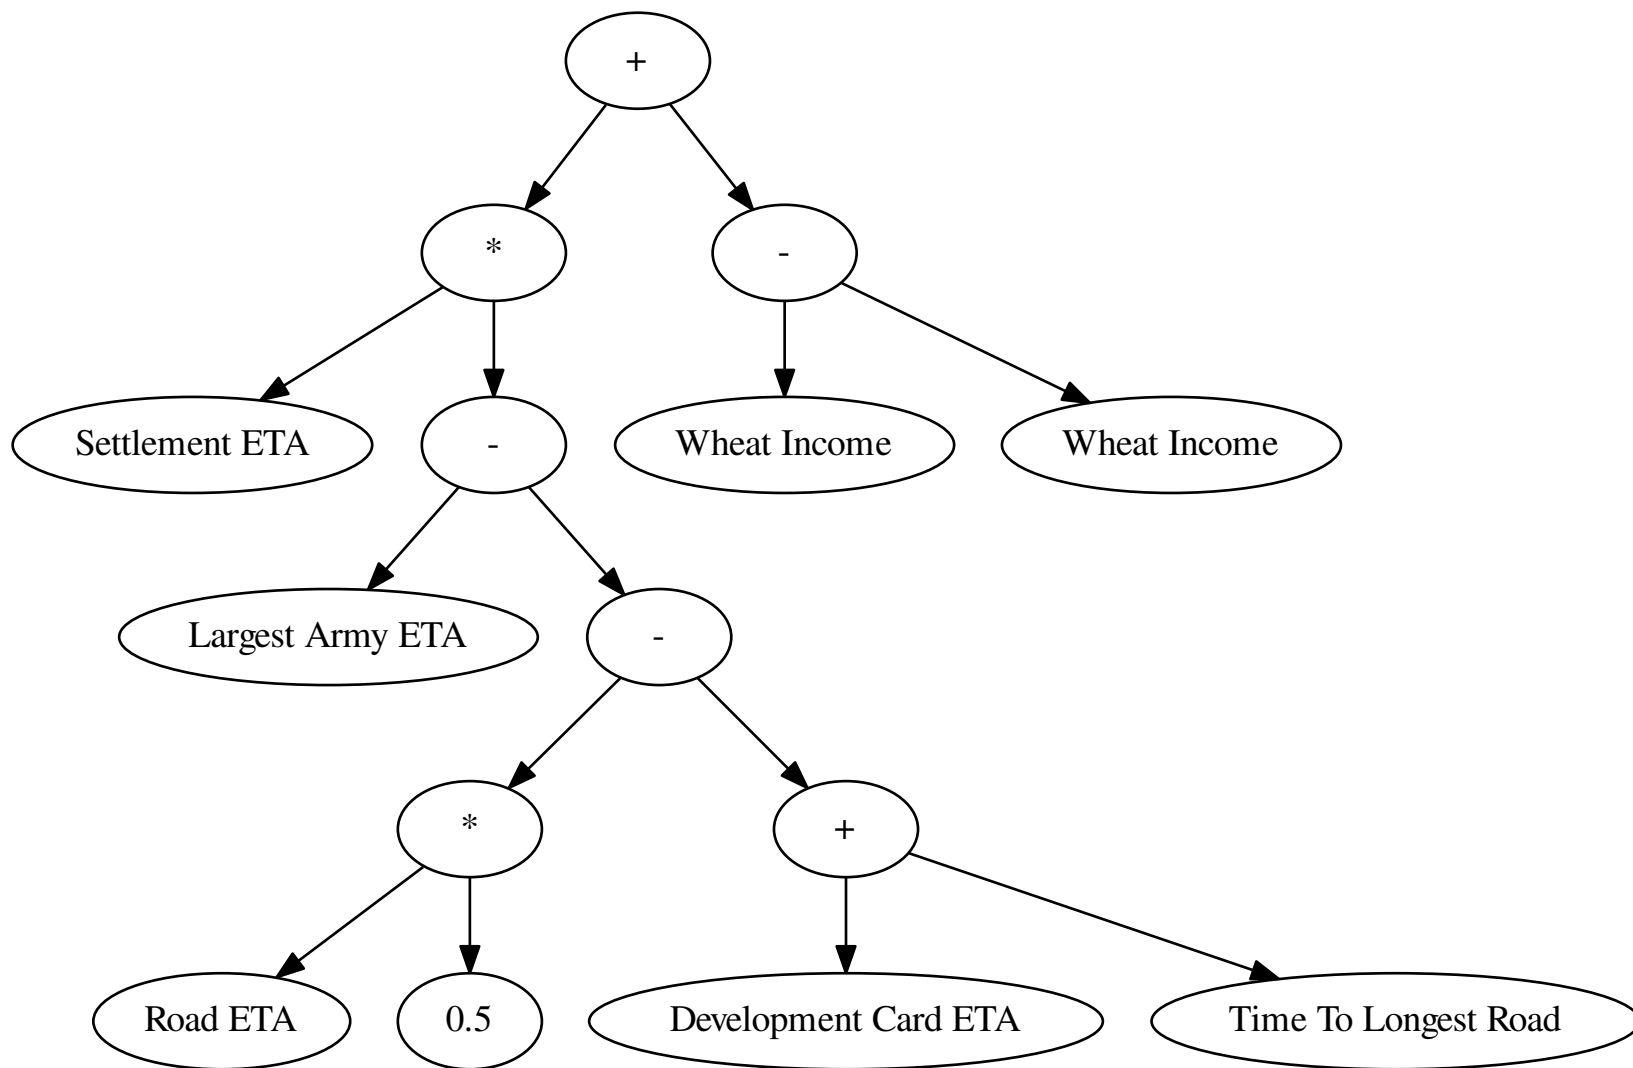 +
*
-
Settlement ETA
-
Wheat Income
Wheat Income
Largest Army ETA
-
*
+
Road ETA
0.5
Development Card ETA
Time To Longest Road